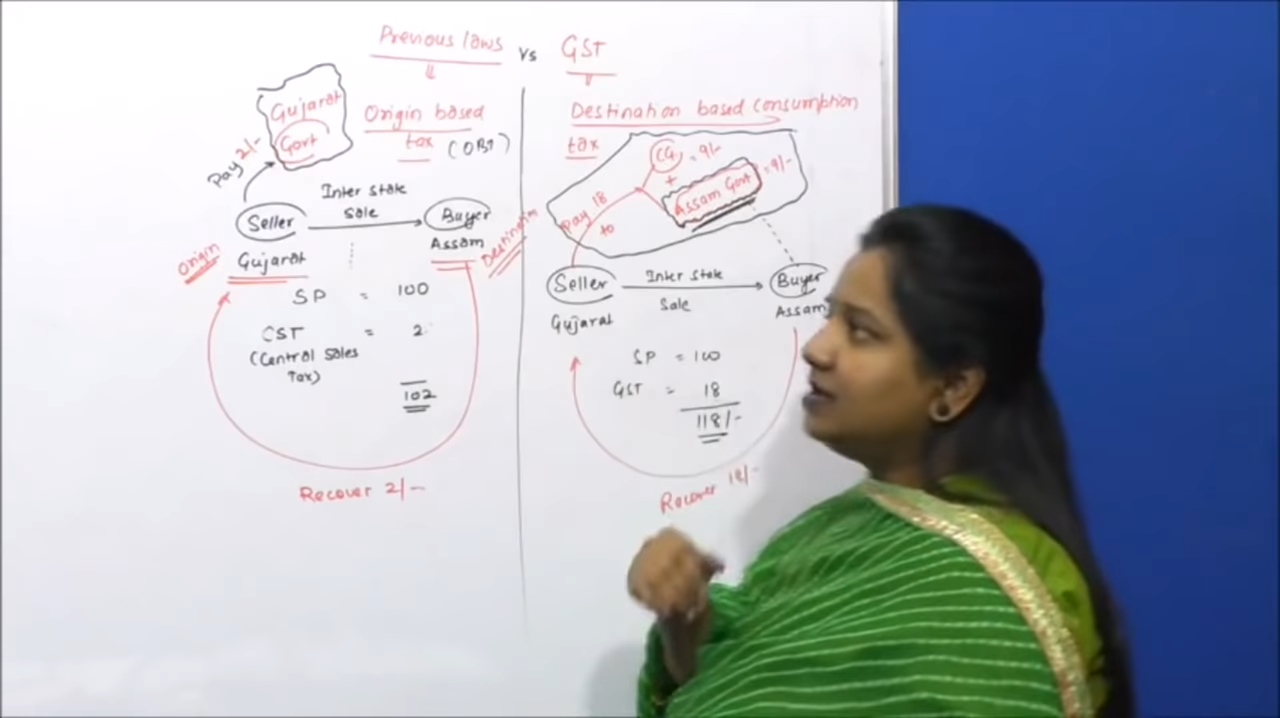 Previous laws Vs GST
Gujarat
Govt
Pay 2/-
Origin based
tax (OBT)
Inter state
Sale
Seller
Buyer
Gujarat
Assam
Origin
Destination
SP = 100
CST = 2
(Central Sales
Tax)
102
Recover 2/-
Destination based consumption
tax
CG = 9/-
+
Assam Govt = 9/-
Pay 18
to
Seller
Inter state
Sale
Buyer
Gujarat
Assam
SP = 100
GST = 18
118/-
Recover 18/-